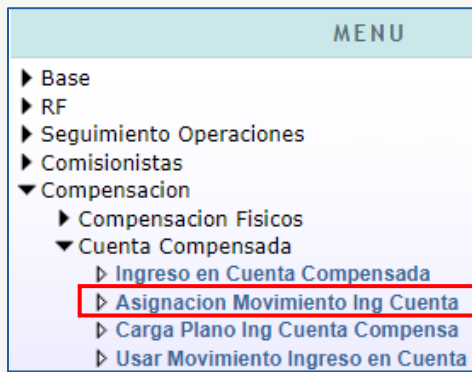 MENU
Base
RF
Seguimiento Operaciones
Comisionistas
Compensacion
Compensacion Fisicos
Cuenta Compensada
Ingreso en Cuenta Compensada
Asignacion Movimiento Ing Cuenta
Carga Plano Ing Cuenta Compensa
Usar Movimiento Ingreso en Cuenta